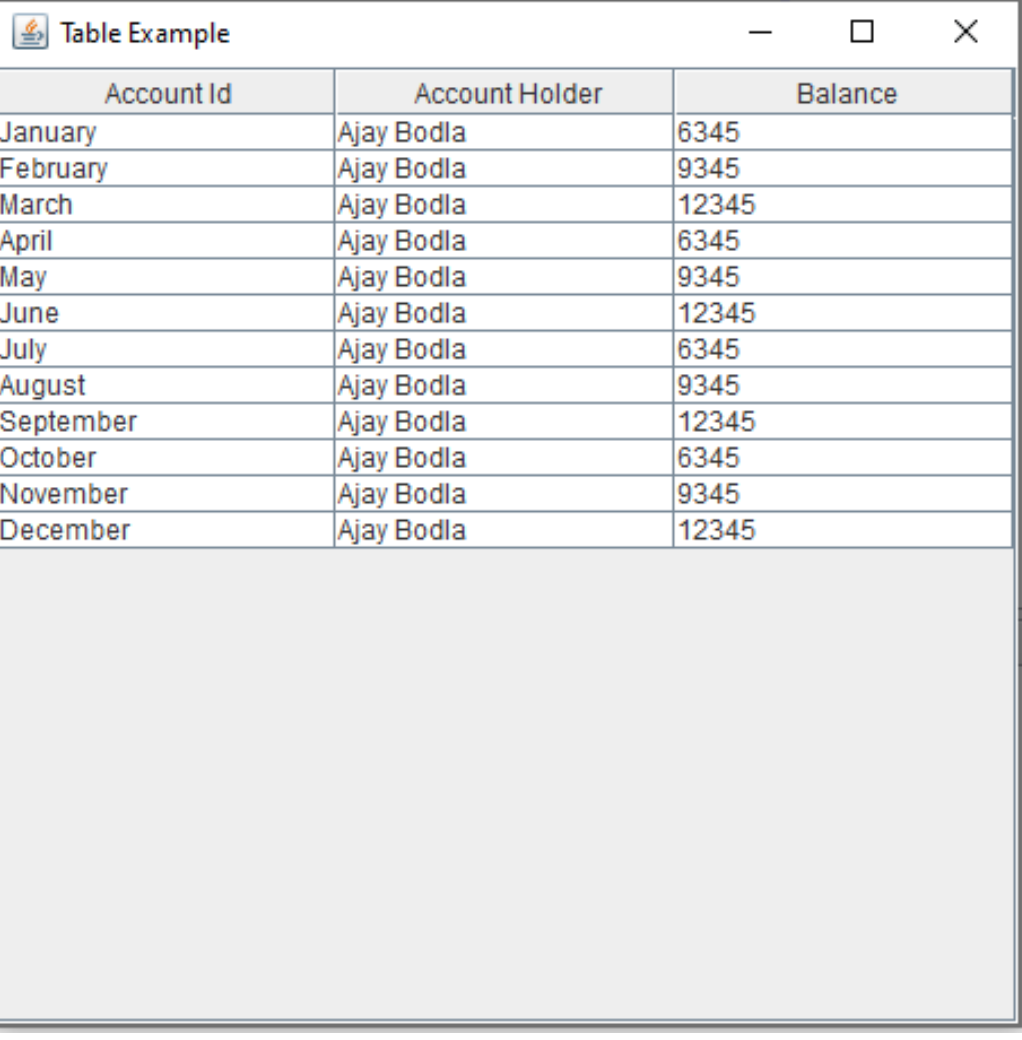 Table Example
Account Id Account Holder Balance
January Ajay Bodla 6345
February Ajay Bodla 9345
March Ajay Bodla 12345
April Ajay Bodla 6345
May Ajay Bodla 9345
June Ajay Bodla 12345
July Ajay Bodla 6345
August Ajay Bodla 9345
September Ajay Bodla 12345
October Ajay Bodla 6345
November Ajay Bodla 9345
December Ajay Bodla 12345